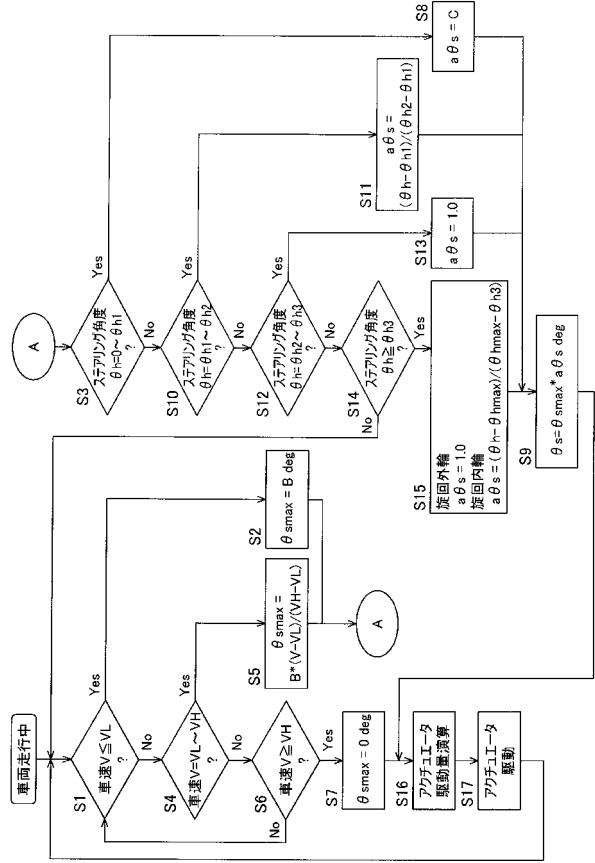 車両走行中
S1
車速V≦VL
?
Yes
No
S2
θsmax = B deg
S4
車速V=VL～VH
?
Yes
No
S5
θsmax =
B*(V-VL)/(VH-VL)
S6
車速V≧VH
?
No
Yes
A
S7
θsmax = 0 deg
S16
アクチュエータ
駆動量演算
S17
アクチュエータ
駆動
A
S3
ステアリング角度
θh=0～θh1
?
Yes
No
S8
aθs = C
S10
ステアリング角度
θh=θh1～θh2
?
Yes
No
S11
aθs =
(θh-θh1)/(θh2-θh1)
S12
ステアリング角度
θh=θh2～θh3
?
Yes
No
S13
aθs = 1.0
S14
ステアリング角度
θh≧θh3
?
No
Yes
S15
旋回外輪
aθs = 1.0
旋回内輪
aθs = (θh-θhmax)/(θhmax-θh3)
S9
θs=θsmax*aθs deg